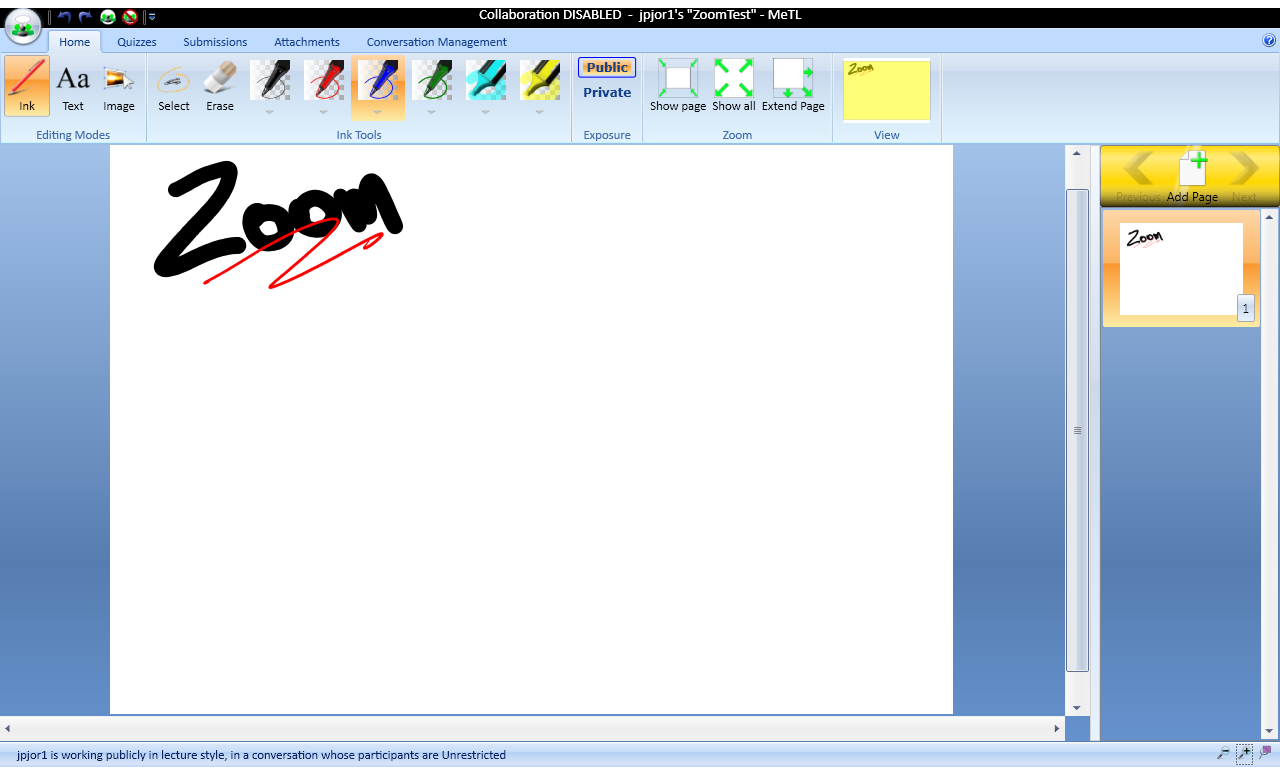 Collaboration DISABLED - jpjor1's "ZoomTest" - MeTL
Home Quizzes Submissions Attachments Conversation Management
Ink Text Image Select Erase
Aa
Public
Private
Show page Show all Extend Page
Editing Modes Ink Tools Exposure Zoom View
Zoom
Zoom
Previous Add Page Next
Zoom
1
jpjor1 is working publicly in lecture style, in a conversation whose participants are Unrestricted